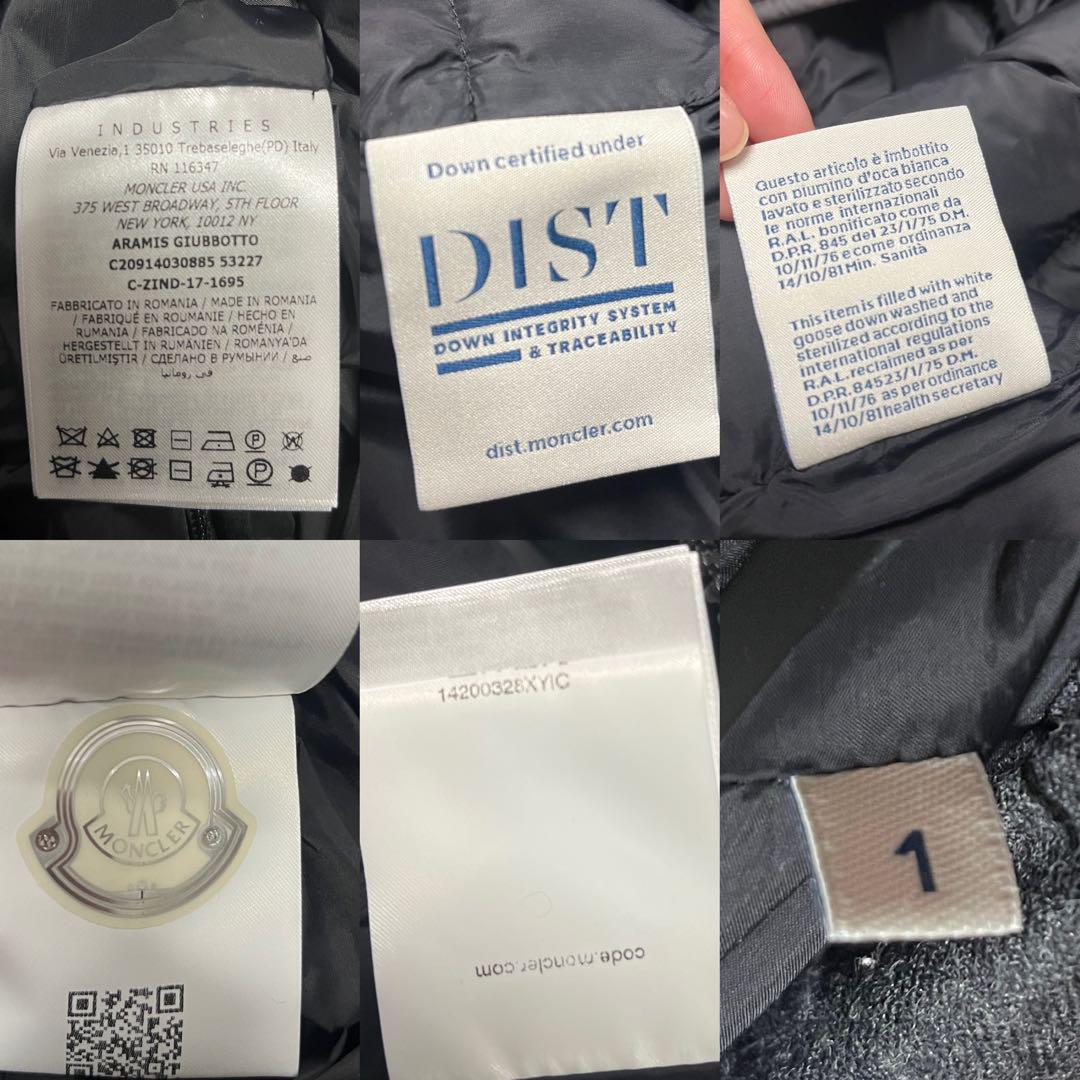 INDUSTRIES
Via Venezia,1 35010 Trebaseleghe(PD) Italy
RN 116347
MONCLER USA INC.
375 WEST BROADWAY, 5TH FLOOR
NEW YORK, 10012 NY
ARAMIS GIUBBOTTO
C20914030885 53227
C-ZIND-17-1695
FABBRICATO IN ROMANIA / MADE IN ROMANIA
/ FABRIQUÉ EN ROUMANIE / HECHO EN
RUMANIA / FABRICADO NA ROMÉNIA /
HERGESTELLT IN RUMÄNIEN / ROMANYA'DA
ÜRETILMIŞTIR / СДЕЛАНО В РУМЫНИИ / صنع
في رومانيا
Down certified under
DIST
DOWN INTEGRITY SYSTEM
& TRACEABILITY
dist.moncler.com
Questo articolo è imbottito
con piumino d'oca bianca
lavato e sterilizzato secondo
le norme internazionali
R.A.L. bonificato come da
D.P.R. 845 del 23/1/75 D.M.
10/11/76 e come ordinanza
14/10/81 Min. Sanità
This item is filled with white
goose down washed and
sterilized according to the
international regulations
R.A.L. reclaimed as per
D.P.R. 84523/1/75 D.M.
10/11/76 as per ordinance
14/10/81 health secretary
MONCLER
14200328XYIC
code.moncler.com
1